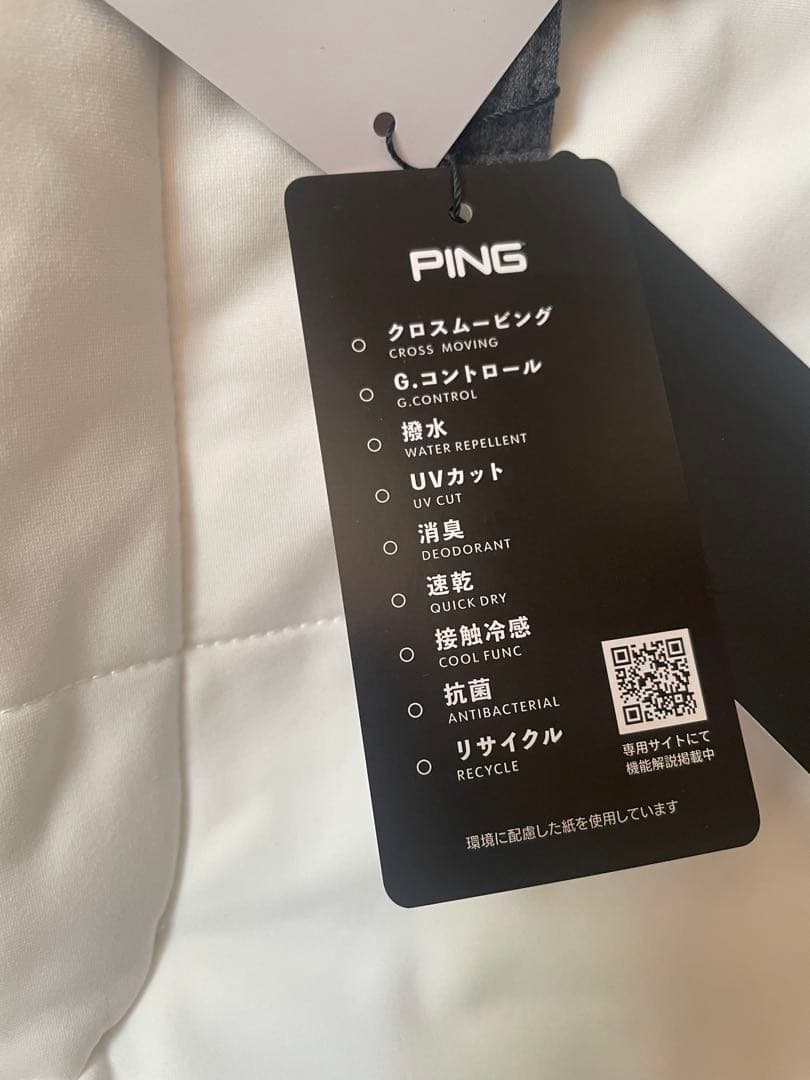 PING
クロスムービング
CROSS MOVING
G.コントロール
G.CONTROL
撥水
WATER REPELLENT
UVカット
UV CUT
消臭
DEODORANT
速乾
QUICK DRY
接触冷感
COOL FUNC
抗菌
ANTIBACTERIAL
リサイクル
RECYCLE
専用サイトにて
機能解説掲載中
環境に配慮した紙を使用しています